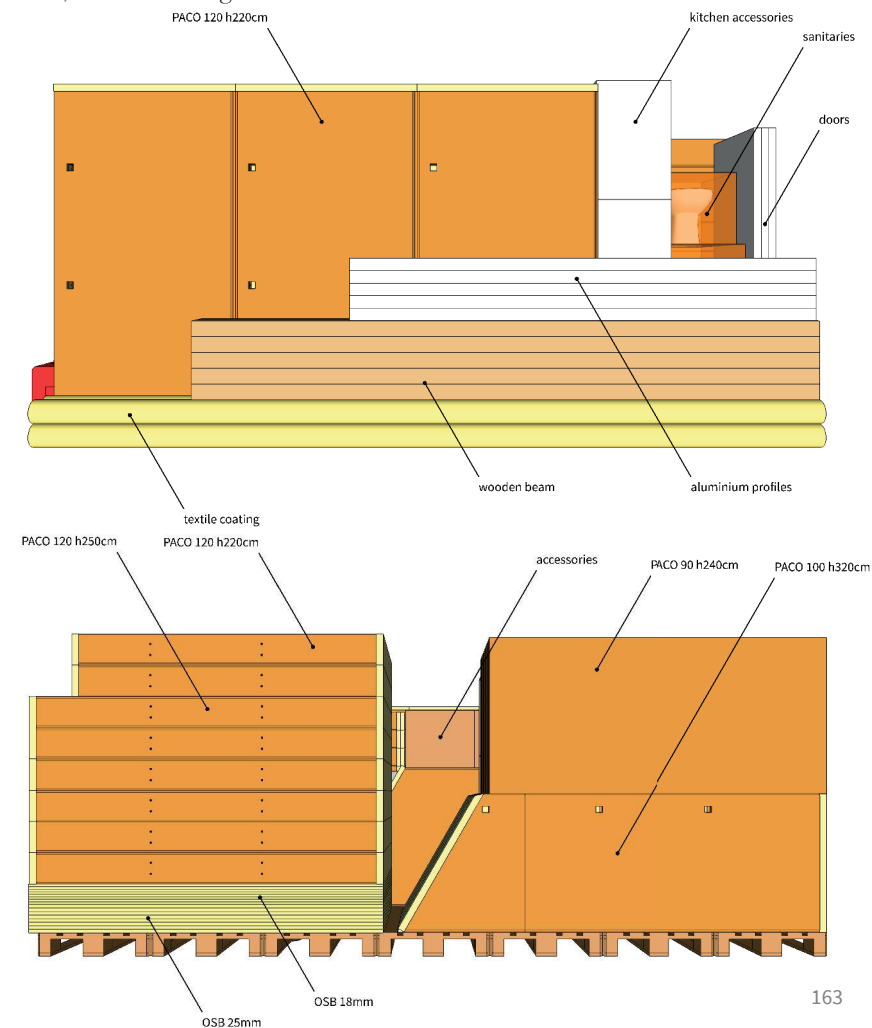 PACO 120 h220cm
kitchen accessories
sanitaries
doors
wooden beam
aluminium profiles
textile coating
PACO 120 h250cm
PACO 120 h220cm
accessories
PACO 90 h240cm
PACO 100 h320cm
163
OSB 18mm
OSB 25mm